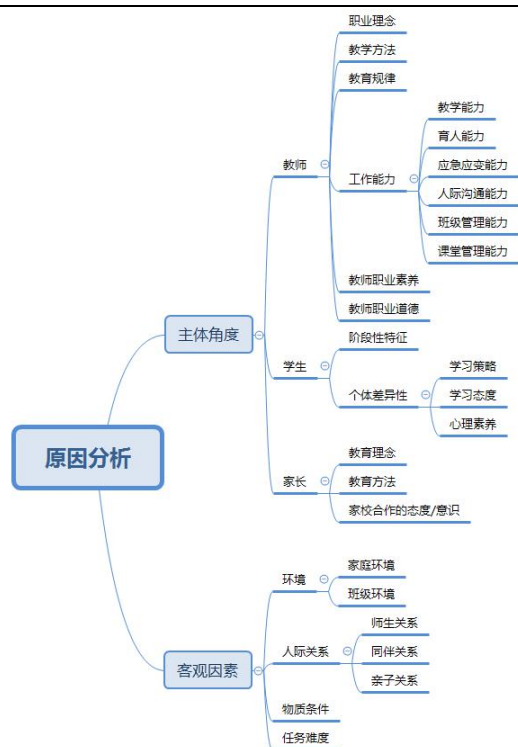 原因分析
主体角度
教师
职业理念
教学方法
教育规律
工作能力
教学能力
育人能力
应急应变能力
人际沟通能力
班级管理能力
课堂管理能力
教师职业素养
教师职业道德
学生
阶段性特征
个体差异性
学习策略
学习态度
心理素养
家长
教育理念
教育方法
家校合作的态度/意识
客观因素
环境
家庭环境
班级环境
人际关系
师生关系
同伴关系
亲子关系
物质条件
任务难度